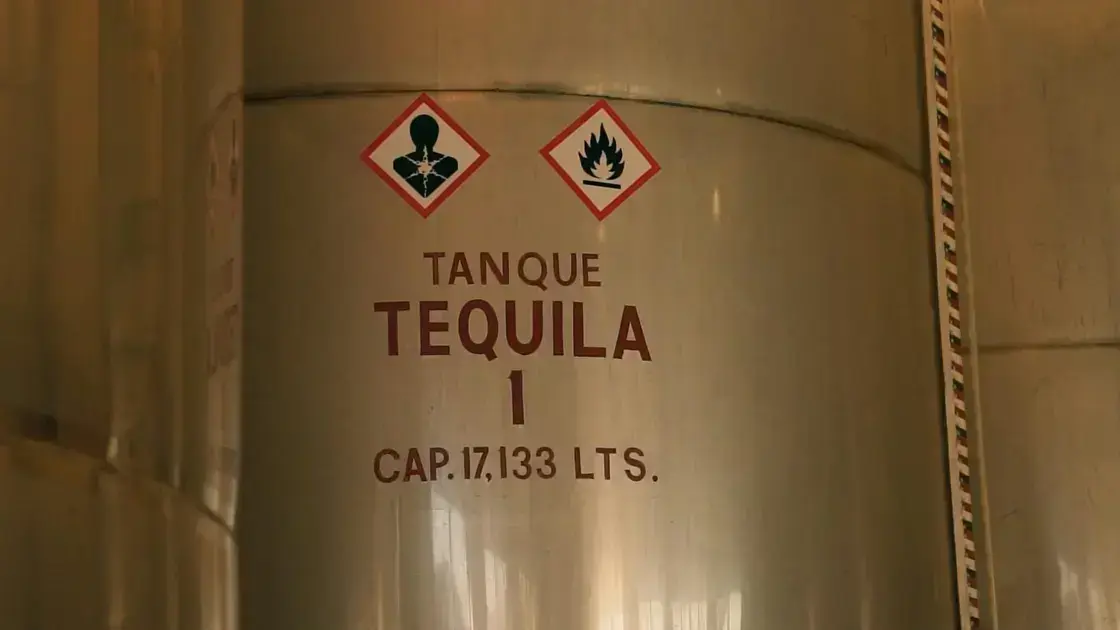 TANQUE
TEQUILA
1
CAP. 17,133 LTS.